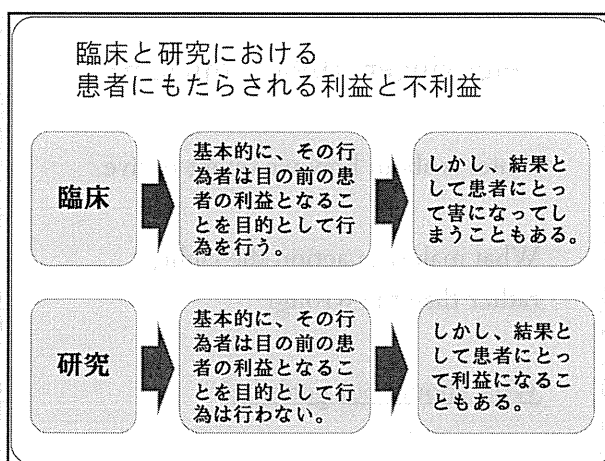 臨床と研究における
患者にもたらされる利益と不利益
臨床
基本的に、その行
為者は目の前の患
者の利益となるこ
とを目的として行
為を行う。
しかし、結果と
して患者にとっ
て害になってし
まうこともある。
研究
基本的に、その行
為者は目の前の患
者の利益となるこ
とを目的として行
為は行わない。
しかし、結果と
して患者にとっ
て利益になるこ
ともある。